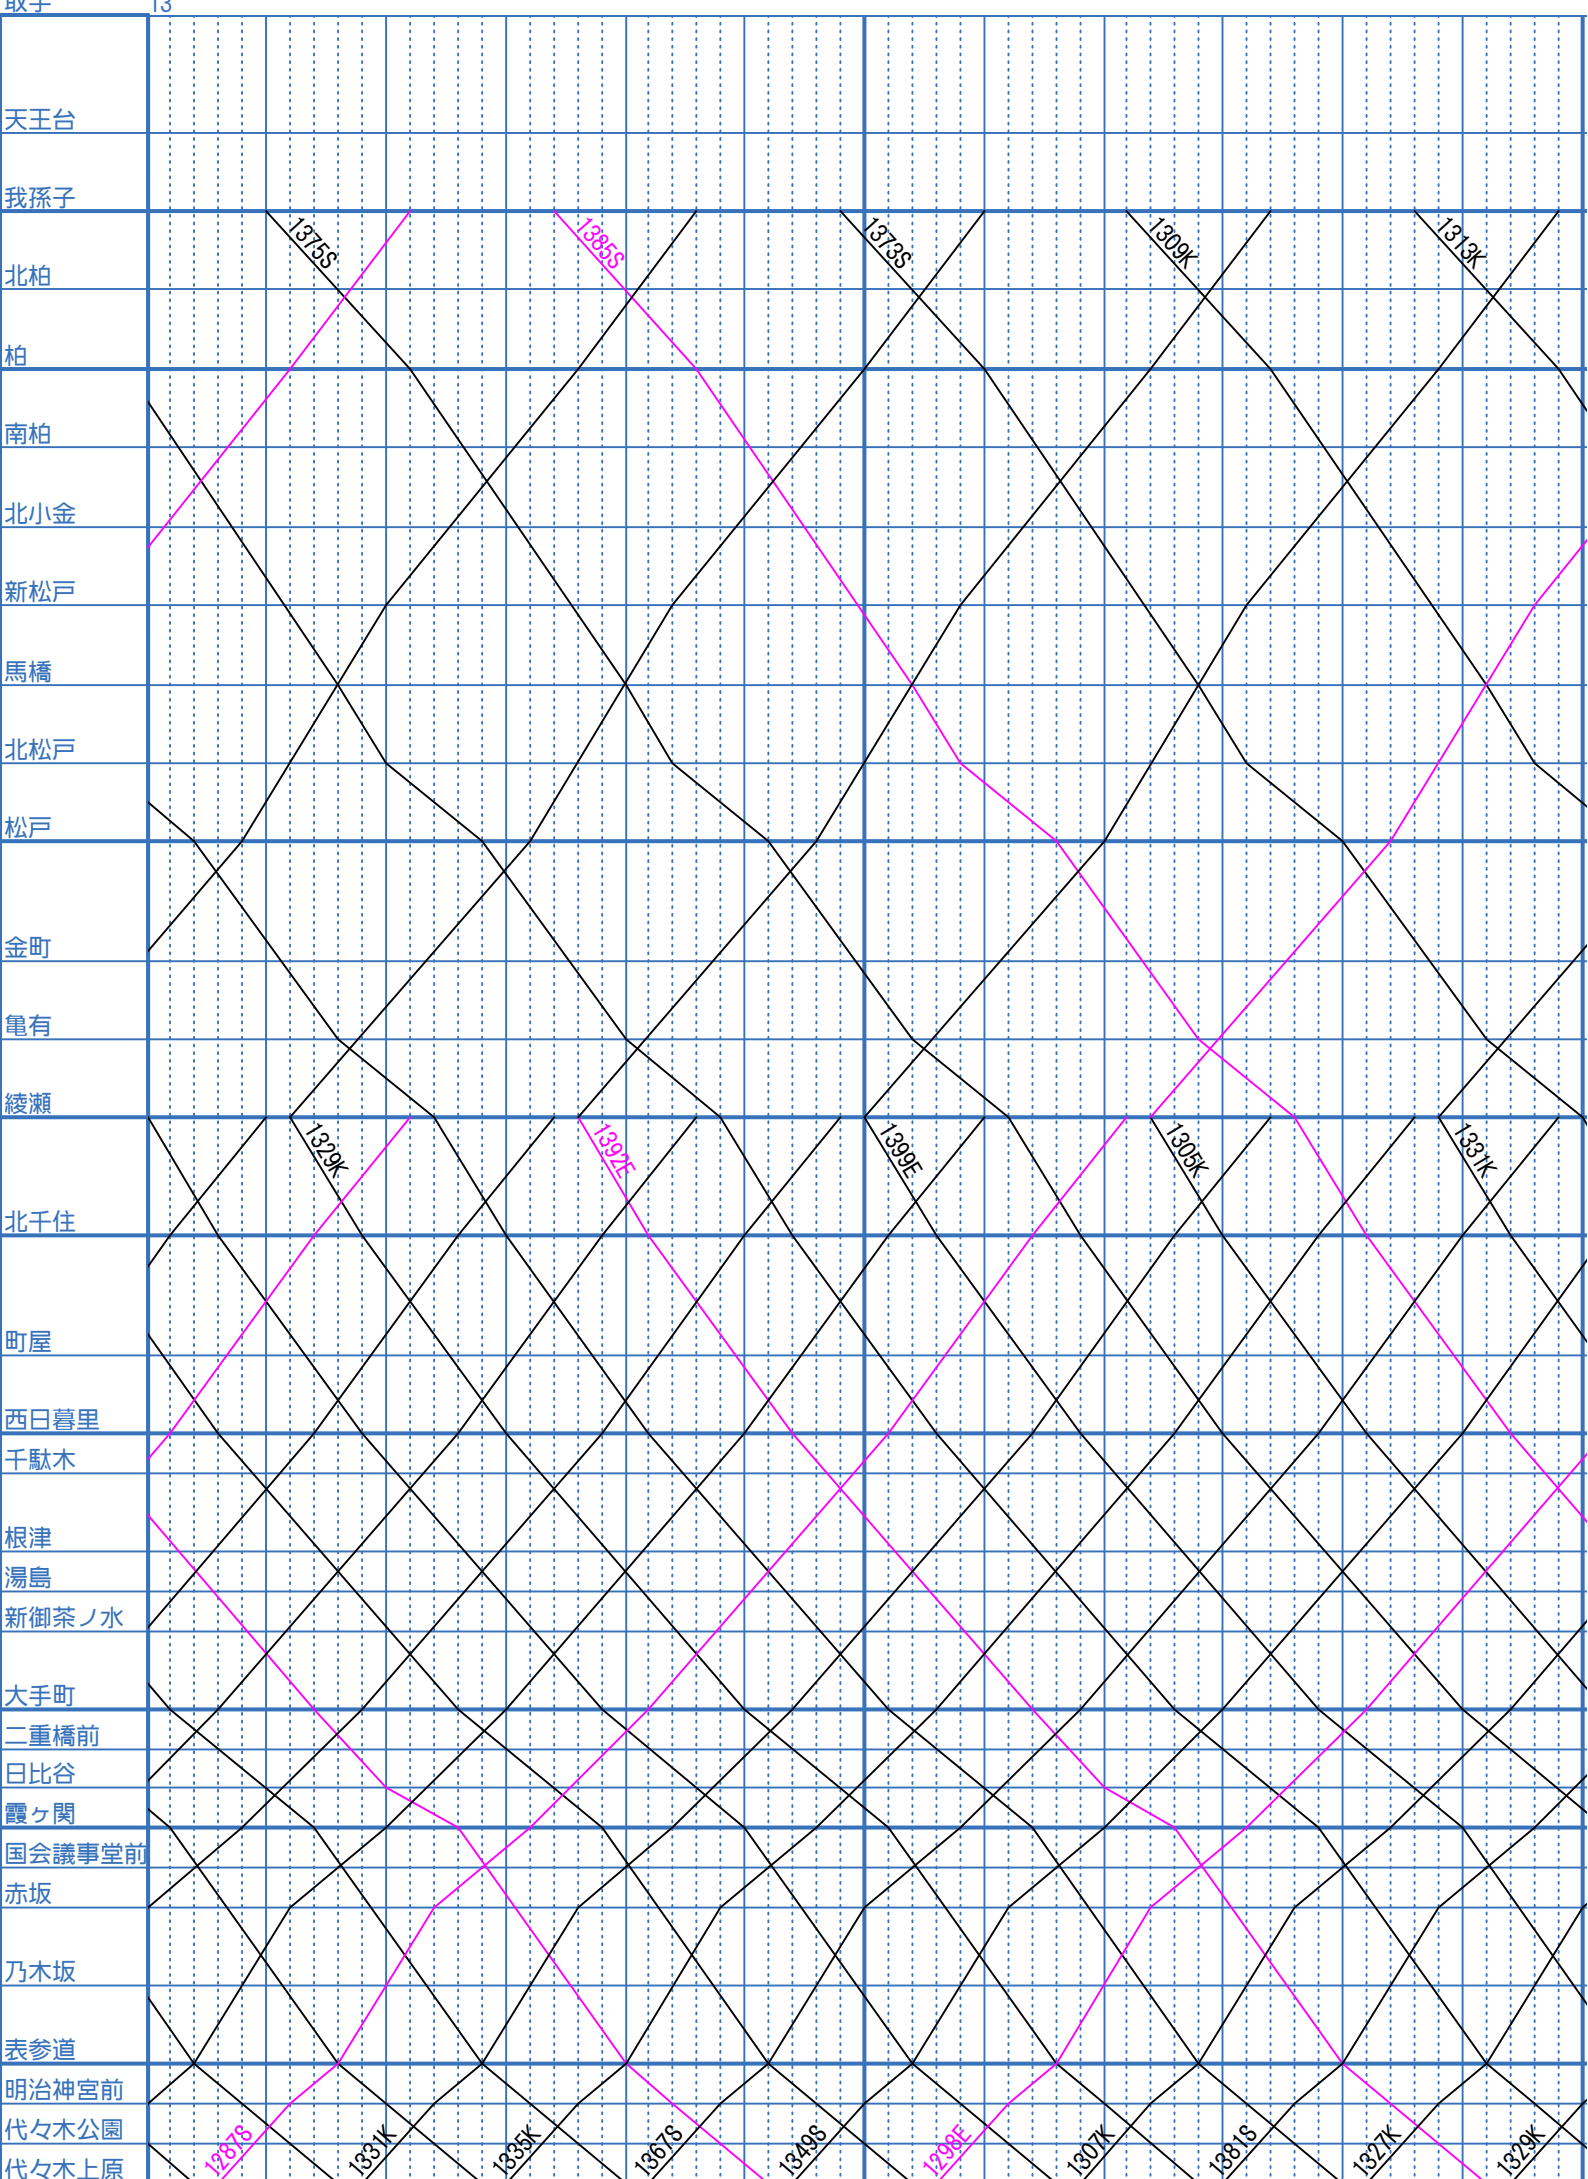 取手 13
天王台
我孫子
1375S 1385S 1373S 1309K 1313K
北柏
柏
南柏
北小金
新松戸
馬橋
北松戸
松戸
金町
亀有
綾瀬
1329K 1392E 1399E 1305K 1331K
北千住
町屋
西日暮里
千駄木
根津
湯島
新御茶ノ水
大手町
二重橋前
日比谷
霞ヶ関
国会議事堂前
赤坂
乃木坂
表参道
明治神宮前
代々木公園
1287S 1331K 1335K 1367S 1349S 1298E 1307K 1381S 1327K 1329K
代々木上原